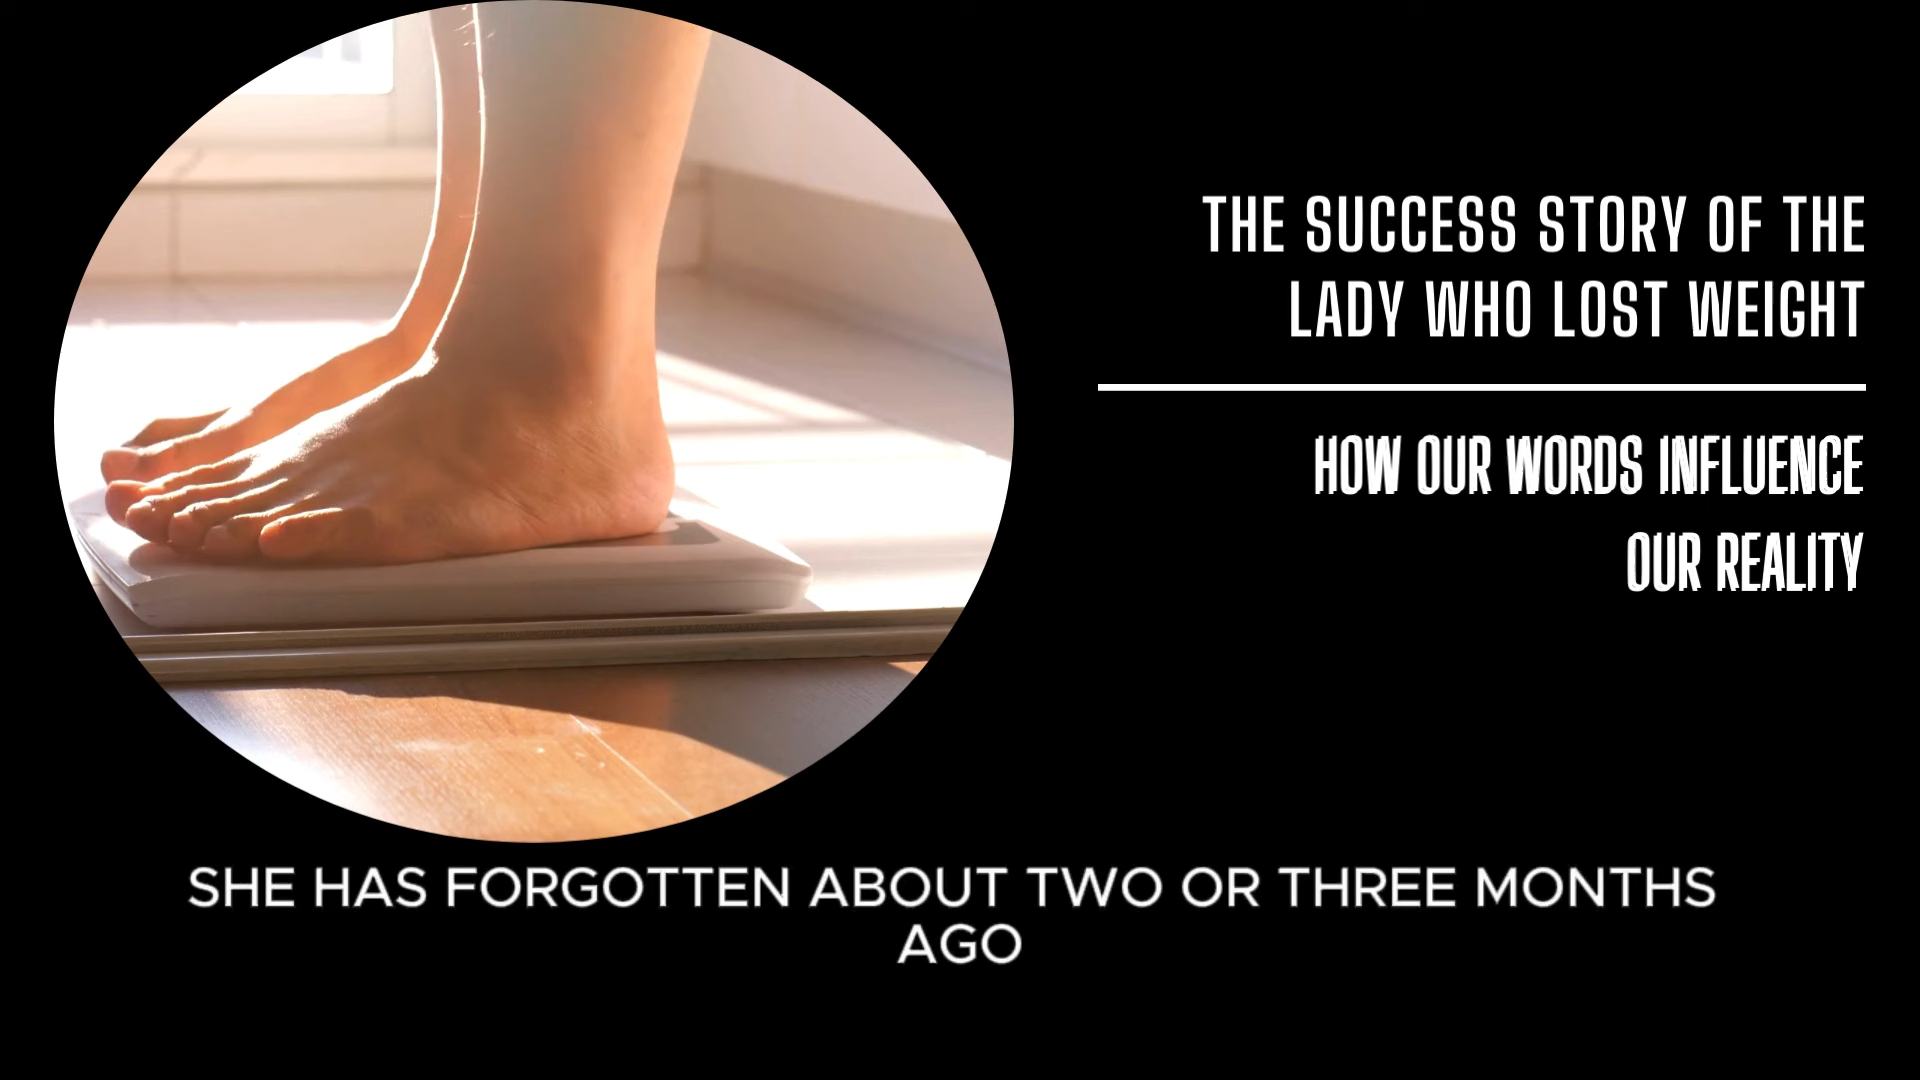 THE SUCCESS STORY OF THE
LADY WHO LOST WEIGHT
HOW OUR WORDS INFLUENCE
OUR REALITY
SHE HAS FORGOTTEN ABOUT TWO OR THREE MONTHS
AGO